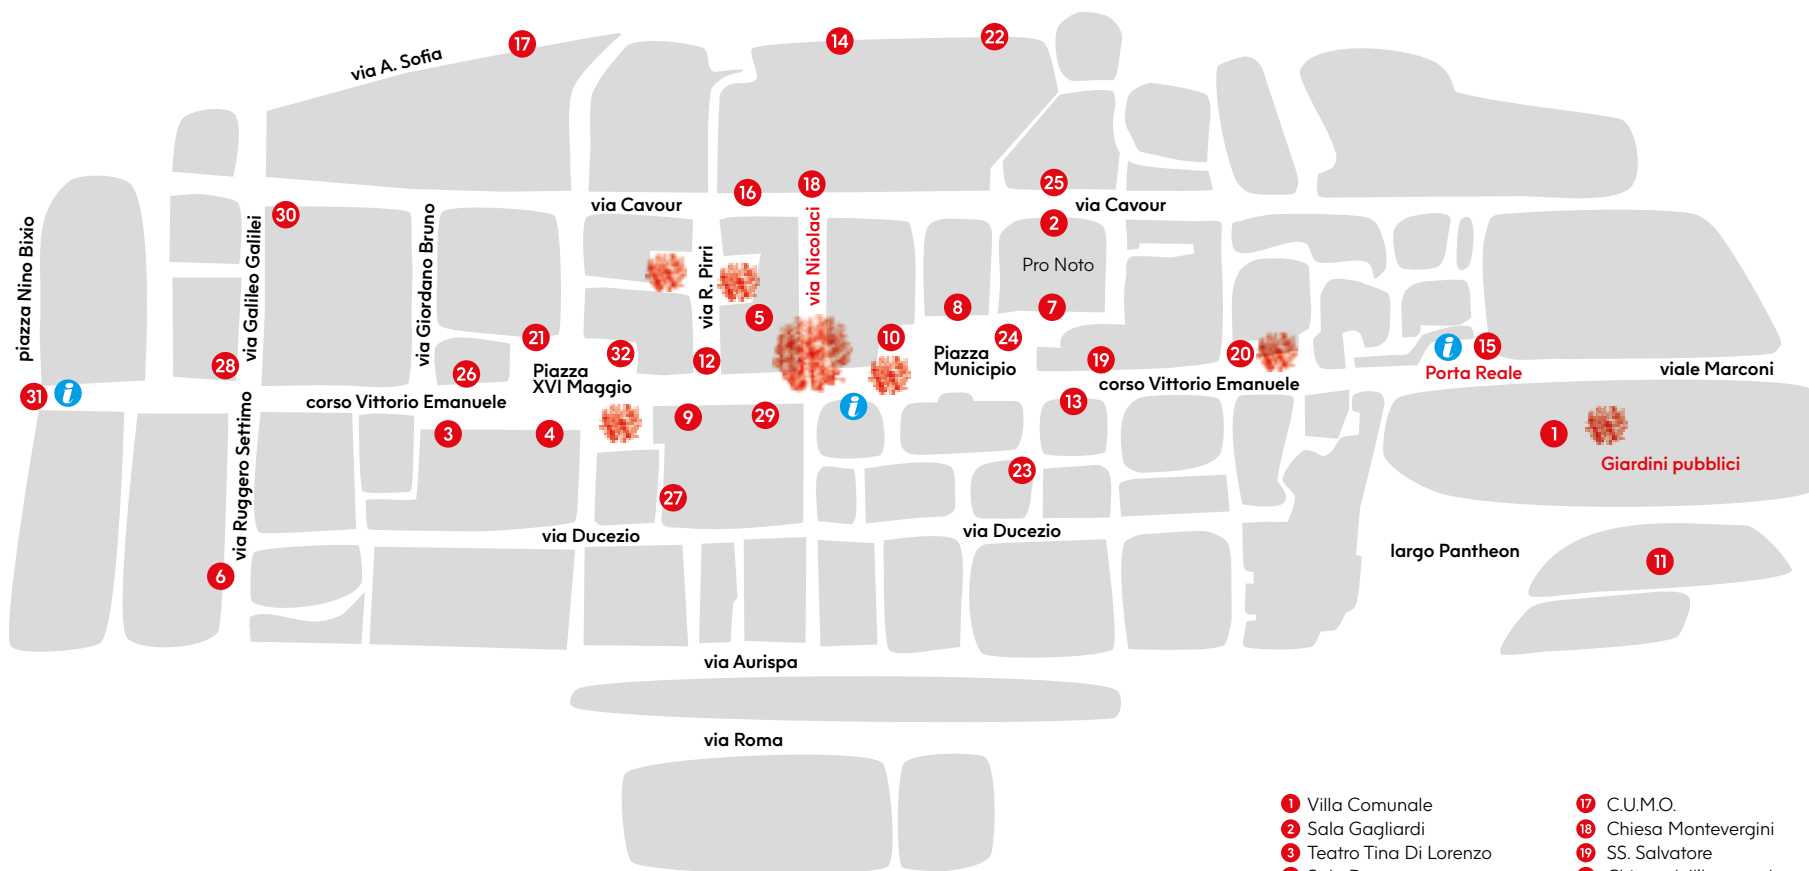 17
14
22
via A. Sofia
16
18
25
via Cavour
via Cavour
30
2
piazza Nino Bixio
via Galileo Galilei
via Giordano Bruno
via R. Pirri
via Nicolaci
Pro Noto
5
8
7
21
32
12
10
24
Piazza
Municipio
19
20
i
15
28
26
Piazza
XVI Maggio
Porta Reale
viale Marconi
31
i
corso Vittorio Emanuele
corso Vittorio Emanuele
3
4
9
29
i
13
1
Giardini pubblici
via Ruggero Settimo
27
23
via Ducezio
via Ducezio
largo Pantheon
11
6
via Aurispa
via Roma
1 Villa Comunale
2 Sala Gagliardi
3 Teatro Tina Di Lorenzo
17 C.U.M.O.
18 Chiesa Montevergini
19 SS. Salvatore